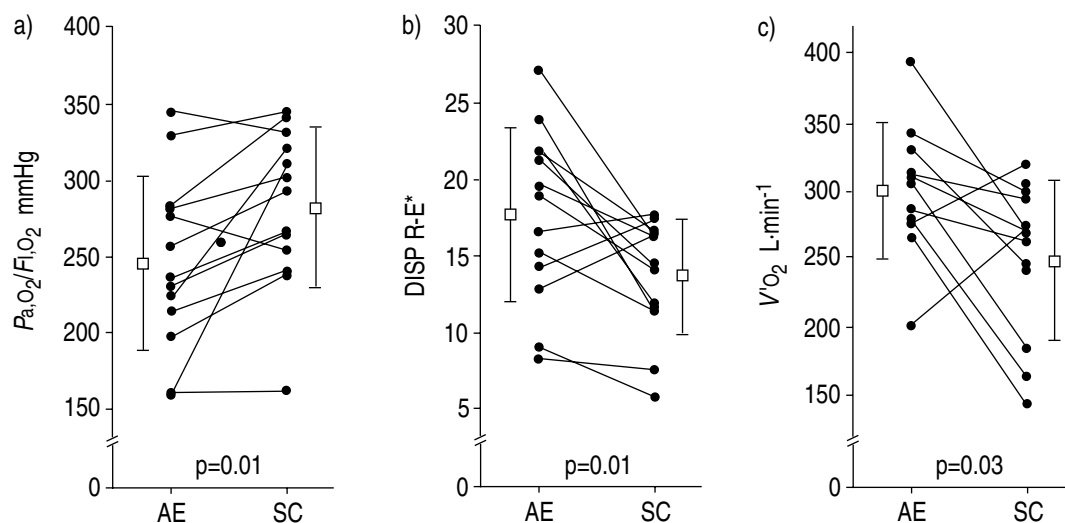 a)
Pa,O₂/FI,O₂ mmHg
400
350
300
250
200
150
0
p=0.01
AE SC
b)
DISP R-E*
30
25
20
15
10
5
0
p=0.01
AE SC
c)
V'O₂ L·min⁻¹
400
350
300
250
200
150
0
p=0.03
AE SC